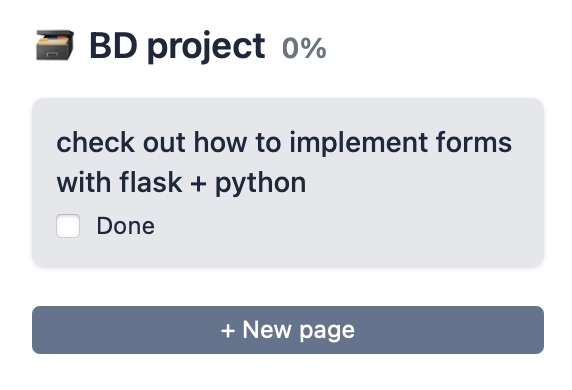 BD project 0%
check out how to implement forms
with flask + python
Done
+ New page